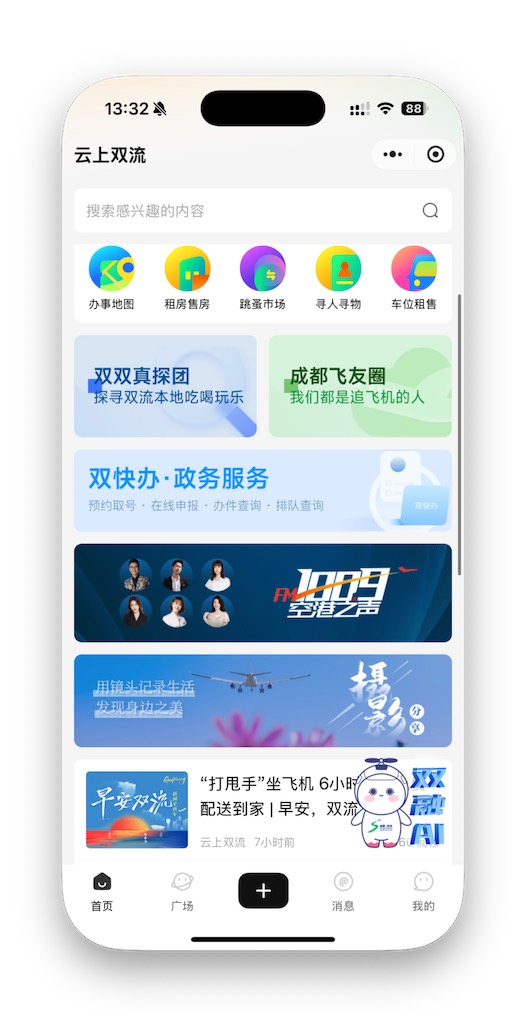 13:32
88
云上双流
搜索感兴趣的内容
办事地图 租房售房 跳蚤市场 寻人寻物 车位租售
双双真探团
探寻双流本地吃喝玩乐
成都飞友圈
我们都是追飞机的人
双快办·政务服务
预约取号 · 在线申报 · 办件查询 · 排队查询
双快办
FM100.9
空港之声
用镜头记录生活
发现身边之美
摄影分享
早安双流
“打甩手”坐飞机 6小时
配送到家 | 早安，双流
云上双流 7小时前
双融AI
首页 广场 消息 我的